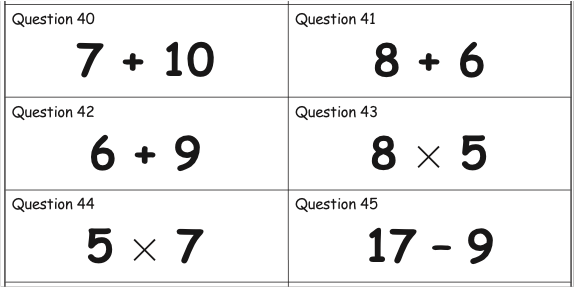 Question 40
7 + 10
Question 41
8 + 6
Question 42
6 + 9
Question 43
8 × 5
Question 44
5 × 7
Question 45
17 - 9